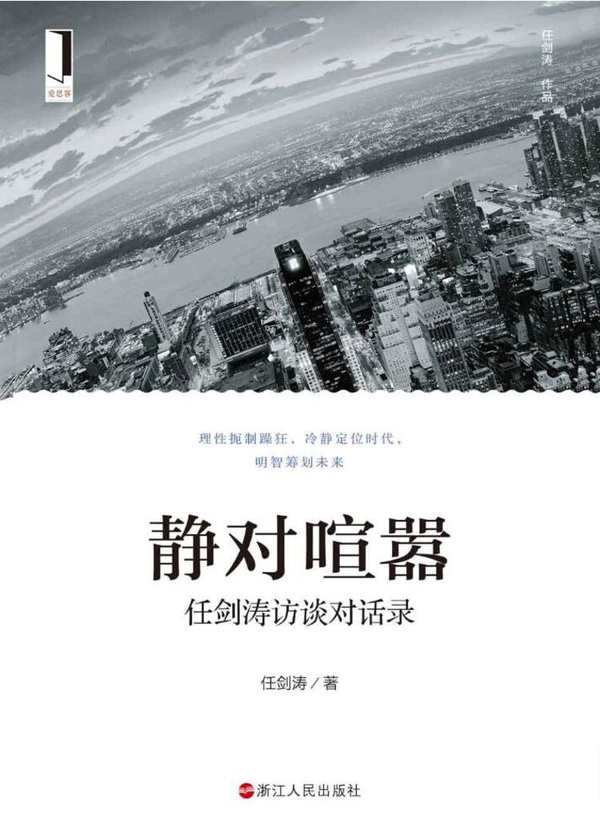 爱思客
任剑涛 作品
理性扼制躁狂，冷静定位时代，
明智筹划未来
静对喧嚣
任剑涛访谈对话录
任剑涛／著
浙江人民出版社